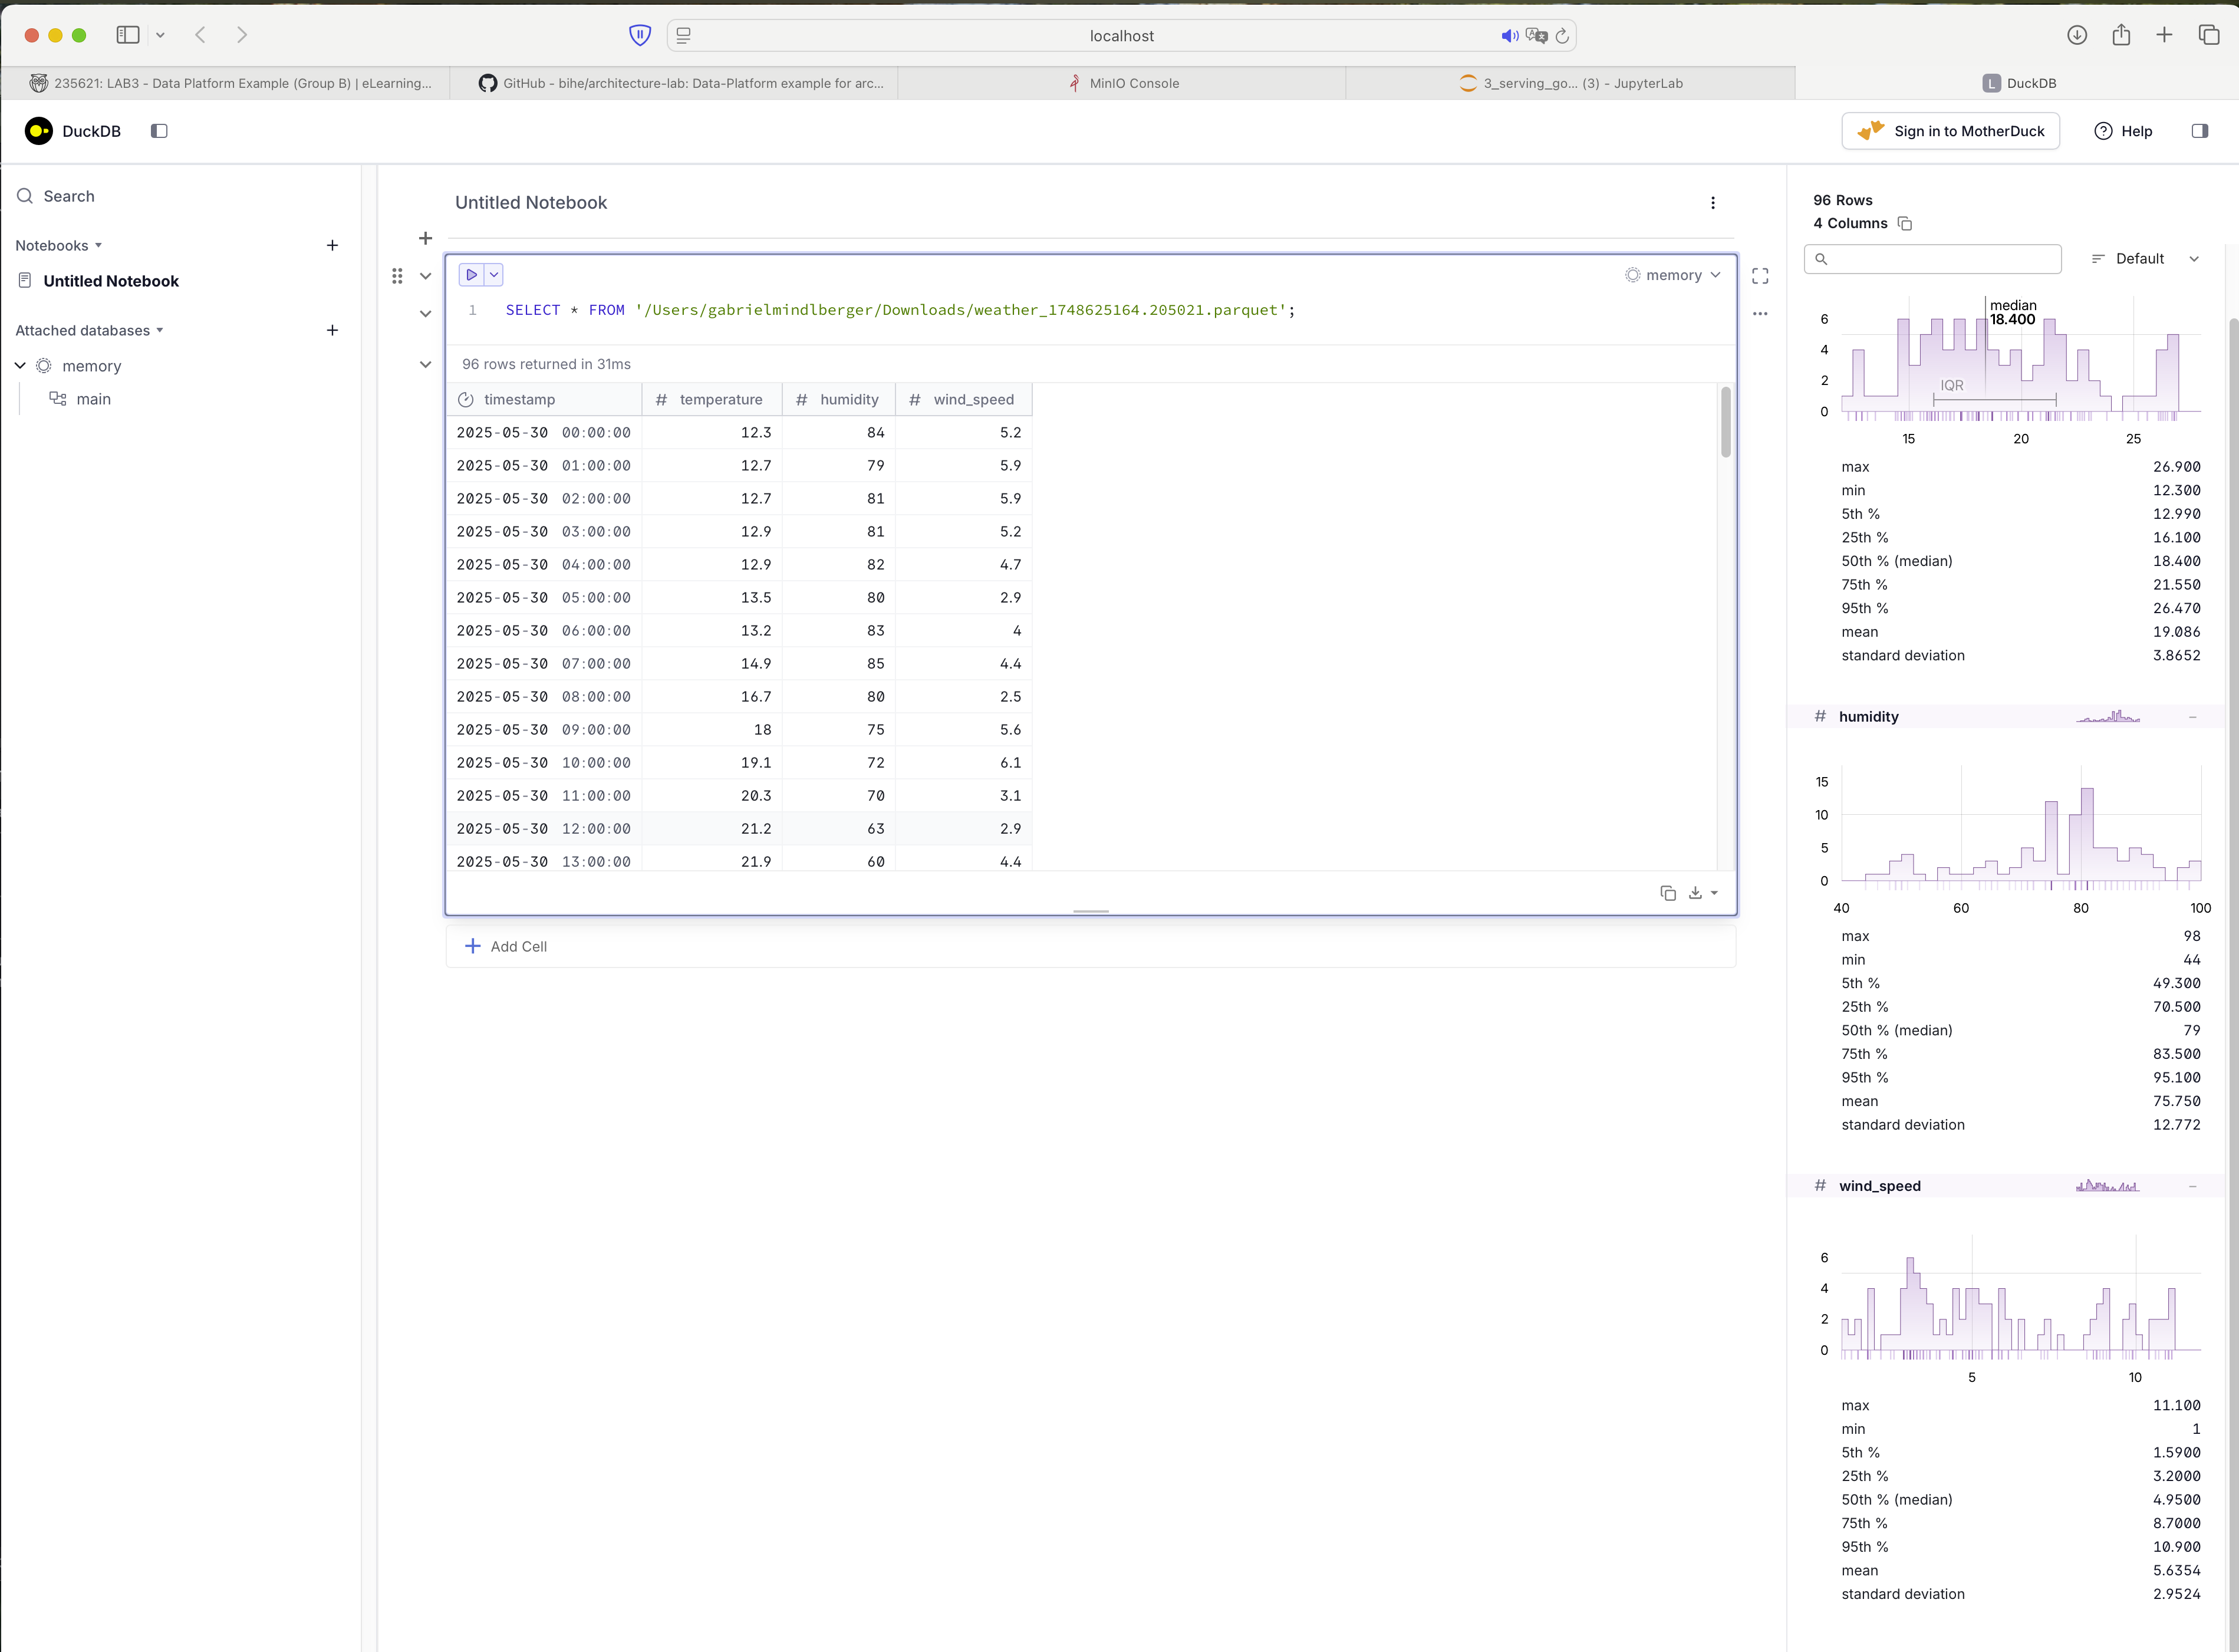 localhost
235621: LAB3 - Data Platform Example (Group B) | eLearning...
GitHub - bihe/architecture-lab: Data-Platform example for arc...
MinIO Console
3_serving_go... (3) - JupyterLab
L DuckDB
DuckDB
Sign in to MotherDuck
Help
Search
Notebooks
Untitled Notebook
Attached databases
memory
main
Untitled Notebook
memory
1 SELECT * FROM '/Users/gabrielmindlberger/Downloads/weather_1748625164.205021.parquet';
96 rows returned in 31ms
timestamp # temperature # humidity # wind_speed
2025-05-30 00:00:00 12.3 84 5.2
2025-05-30 01:00:00 12.7 79 5.9
2025-05-30 02:00:00 12.7 81 5.9
2025-05-30 03:00:00 12.9 81 5.2
2025-05-30 04:00:00 12.9 82 4.7
2025-05-30 05:00:00 13.5 80 2.9
2025-05-30 06:00:00 13.2 83 4
2025-05-30 07:00:00 14.9 85 4.4
2025-05-30 08:00:00 16.7 80 2.5
2025-05-30 09:00:00 18 75 5.6
2025-05-30 10:00:00 19.1 72 6.1
2025-05-30 11:00:00 20.3 70 3.1
2025-05-30 12:00:00 21.2 63 2.9
2025-05-30 13:00:00 21.9 60 4.4
Add Cell
96 Rows
4 Columns
Default
median
18.400
6
4
2
0
IQR
15 20 25
max 26.900
min 12.300
5th % 12.990
25th % 16.100
50th % (median) 18.400
75th % 21.550
95th % 26.470
mean 19.086
standard deviation 3.8652
# humidity
15
10
5
0
40 60 80 100
max 98
min 44
5th % 49.300
25th % 70.500
50th % (median) 79
75th % 83.500
95th % 95.100
mean 75.750
standard deviation 12.772
# wind_speed
6
4
2
0
5 10
max 11.100
min 1
5th % 1.5900
25th % 3.2000
50th % (median) 4.9500
75th % 8.7000
95th % 10.900
mean 5.6354
standard deviation 2.9524